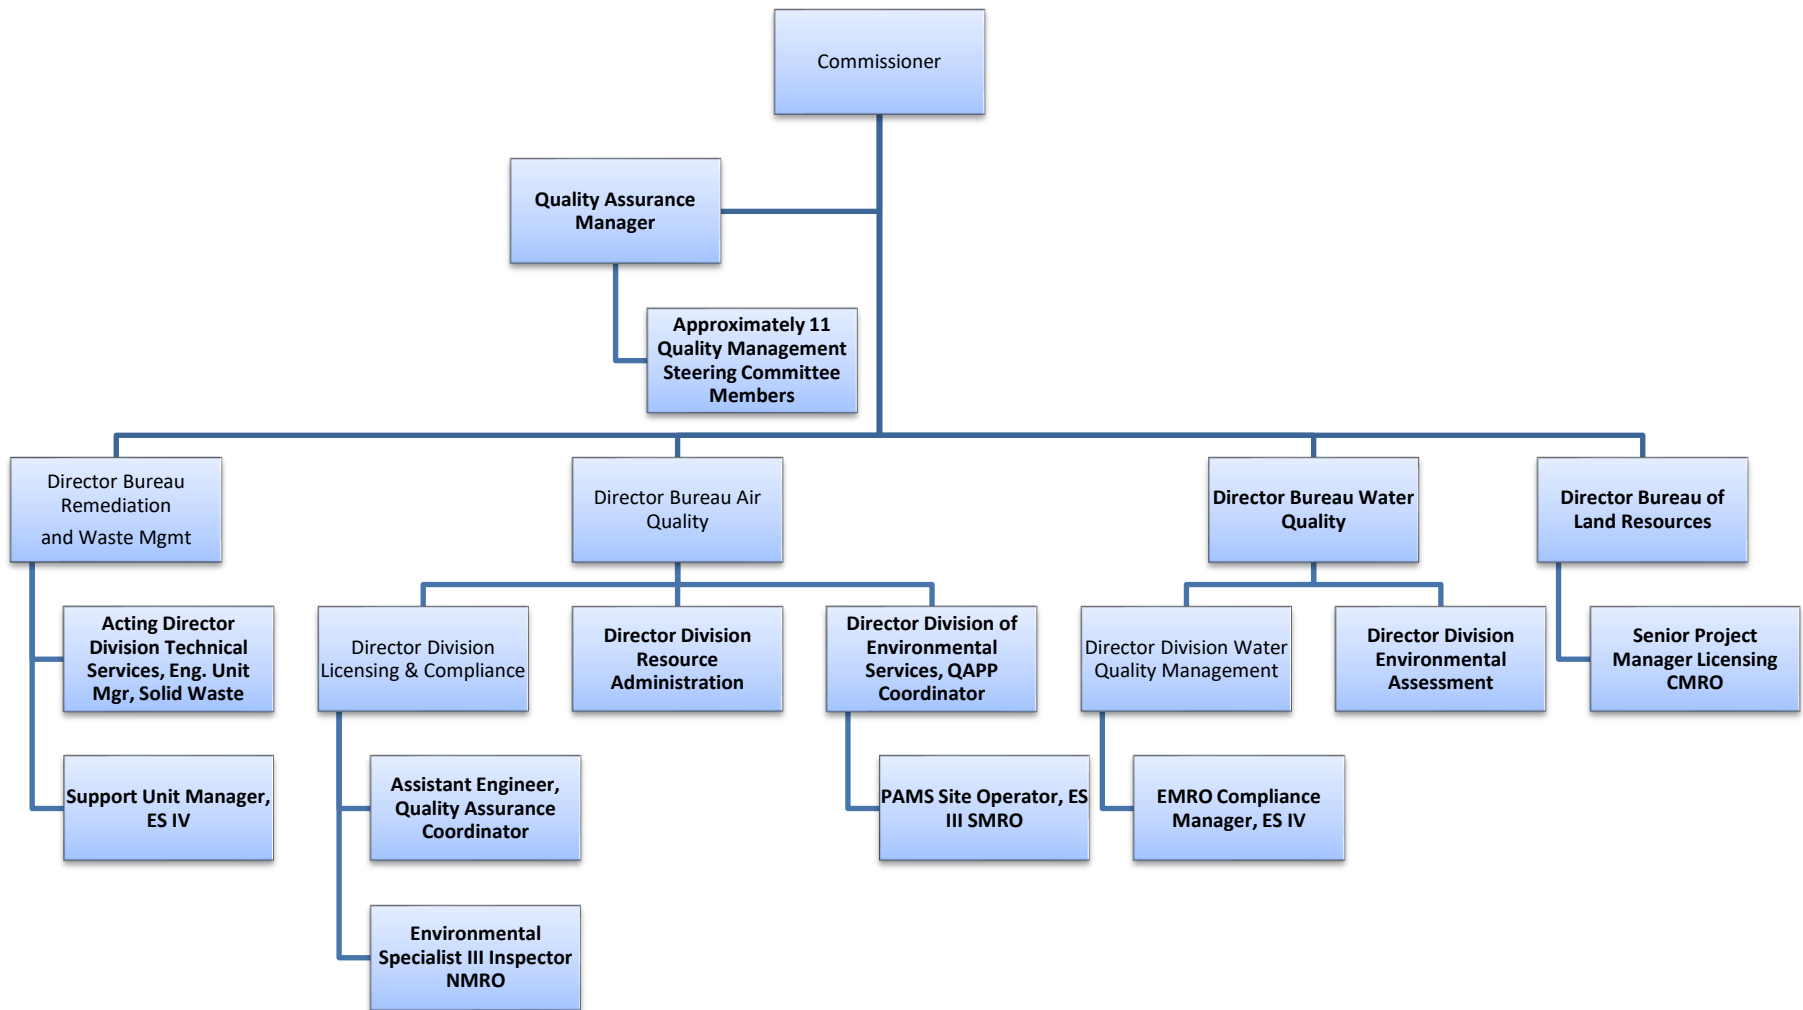 Commissioner
Quality Assurance
Manager
Approximately 11
Quality Management
Steering Committee
Members
Director Bureau
Remediation
and Waste Mgmt
Director Bureau Air
Quality
Director Bureau Water
Quality
Director Bureau of
Land Resources
Acting Director
Division Technical
Services, Eng. Unit
Mgr, Solid Waste
Director Division
Licensing & Compliance
Director Division
Resource
Administration
Director Division of
Environmental
Services, QAPP
Coordinator
Director Division Water
Quality Management
Director Division
Environmental
Assessment
Senior Project
Manager Licensing
CMRO
Support Unit Manager,
ES IV
Assistant Engineer,
Quality Assurance
Coordinator
PAMS Site Operator, ES
III SMRO
EMRO Compliance
Manager, ES IV
Environmental
Specialist III Inspector
NMRO